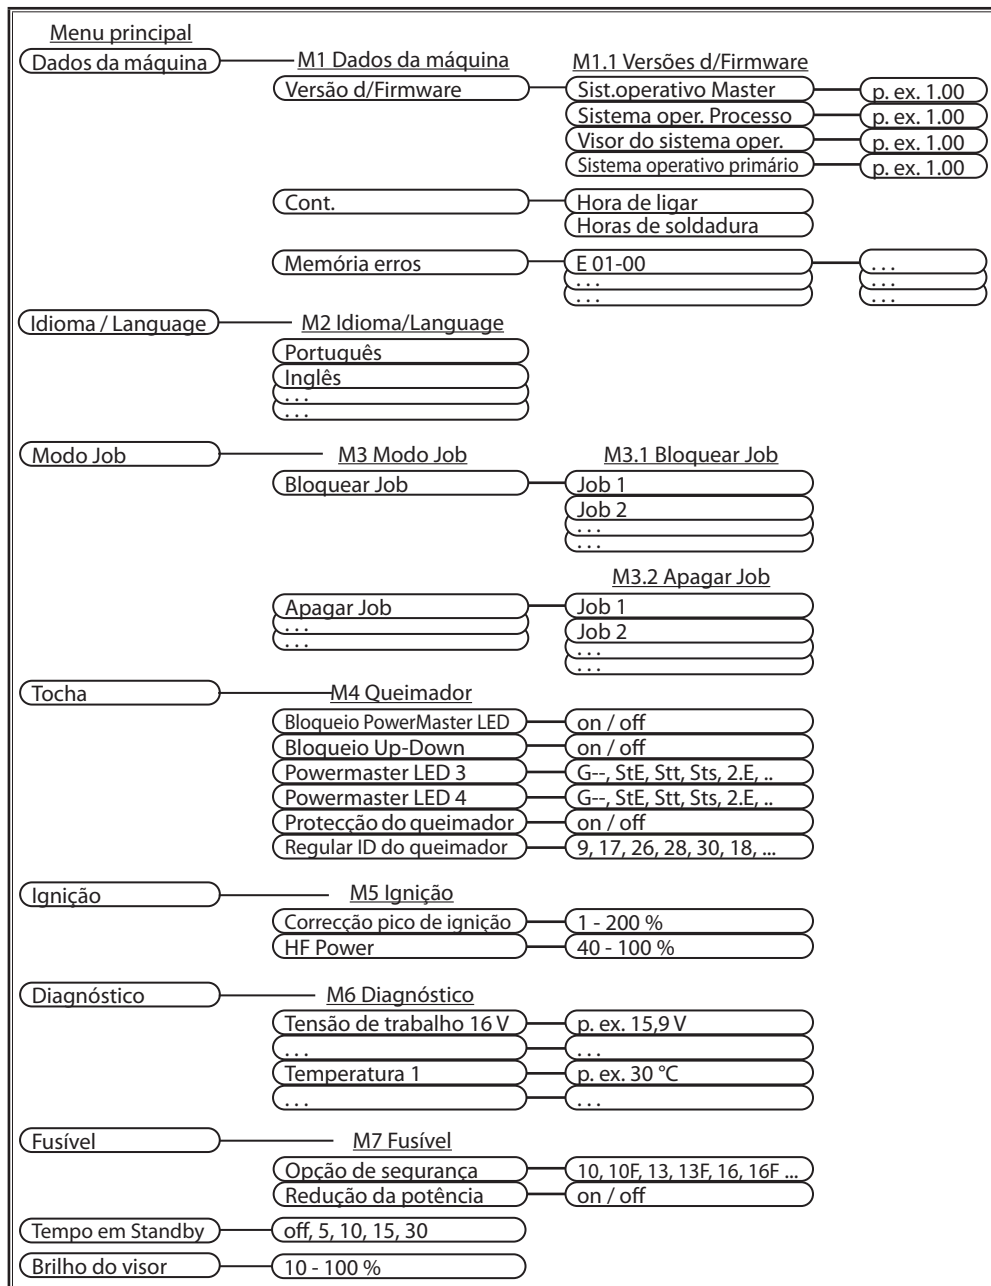 Menu principal
Dados da máquina M1 Dados da máquina M1.1 Versões d/Firmware
Versão d/Firmware Sist.operativo Master p. ex. 1.00
Sistema oper. Processo p. ex. 1.00
Visor do sistema oper. p. ex. 1.00
Sistema operativo primário p. ex. 1.00
Cont. Hora de ligar
Horas de soldadura
Memória erros E 01-00 . . .
. . . . . .
. . . . . .
Idioma / Language M2 Idioma/Language
Português
Inglês
. . .
. . .
Modo Job M3 Modo Job M3.1 Bloquear Job
Bloquear Job Job 1
Job 2
. . .
. . .
M3.2 Apagar Job
Apagar Job Job 1
. . . Job 2
. . . . . .
. . .
Tocha M4 Queimador
Bloqueio PowerMaster LED on / off
Bloqueio Up-Down on / off
Powermaster LED 3 G--, StE, Stt, Sts, 2.E, ..
Powermaster LED 4 G--, StE, Stt, Sts, 2.E, ..
Protecção do queimador on / off
Regular ID do queimador 9, 17, 26, 28, 30, 18, ...
Ignição M5 Ignição
Correcção pico de ignição 1 - 200 %
HF Power 40 - 100 %
Diagnóstico M6 Diagnóstico
Tensão de trabalho 16 V p. ex. 15,9 V
. . . . . .
Temperatura 1 p. ex. 30 °C
. . . . . .
Fusível M7 Fusível
Opção de segurança 10, 10F, 13, 13F, 16, 16F ...
Redução da potência on / off
Tempo em Standby off, 5, 10, 15, 30
Brilho do visor 10 - 100 %